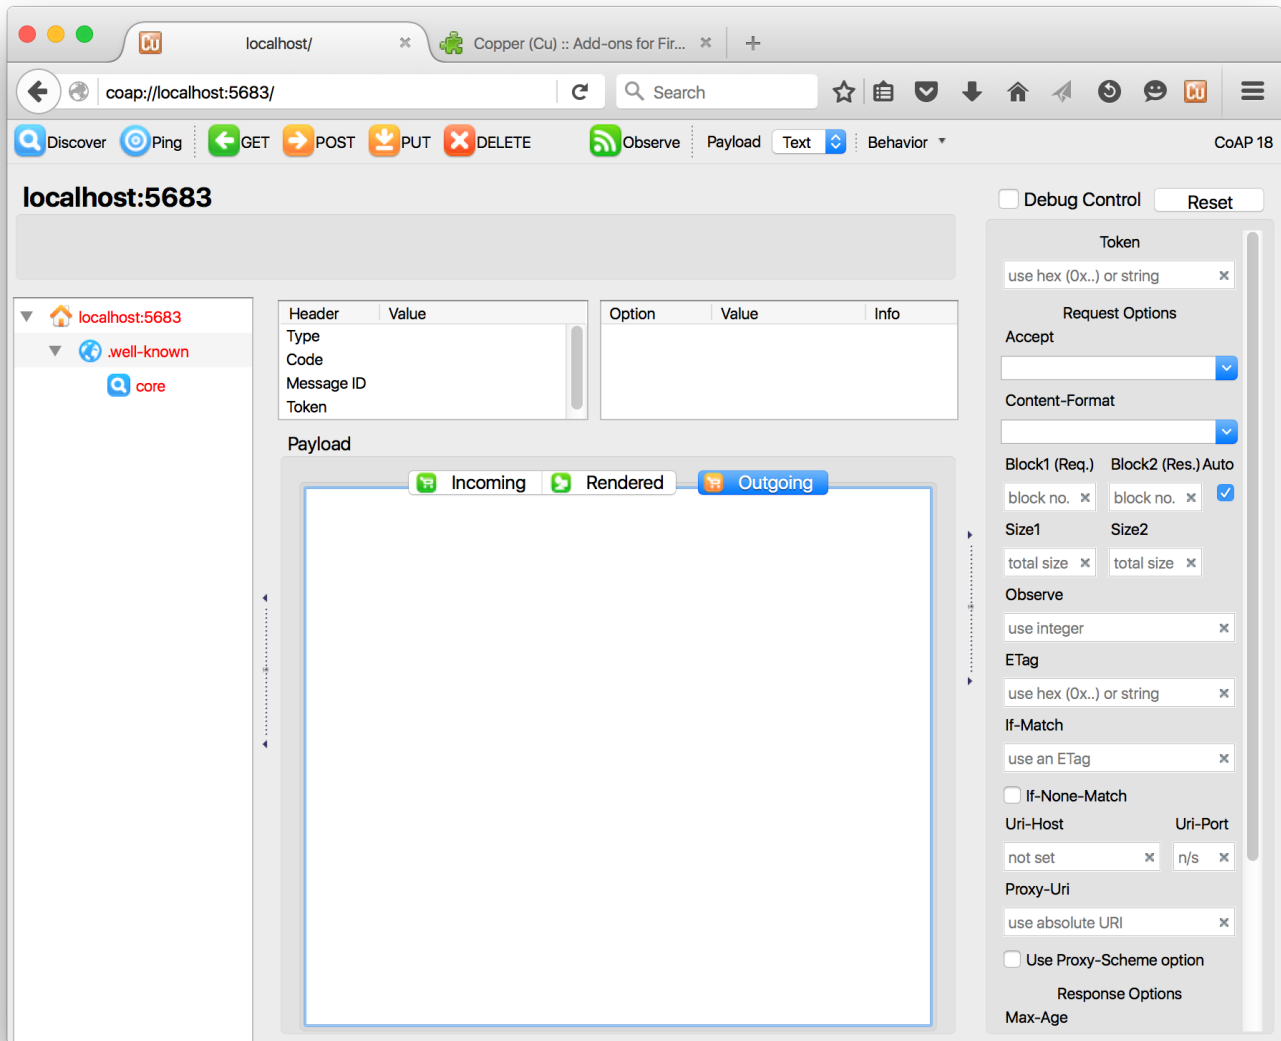 Cu localhost/ Copper (Cu) :: Add-ons for Fir...
coap://localhost:5683/ Search Cu
Discover Ping GET POST PUT DELETE Observe Payload Text Behavior CoAP 18
localhost:5683
Debug Control Reset
Token
use hex (0x..) or string
Request Options
Accept
Content-Format
Block1 (Req.) Block2 (Res.) Auto
block no. block no.
Size1 Size2
total size total size
Observe
use integer
ETag
use hex (0x..) or string
If-Match
use an ETag
If-None-Match
Uri-Host Uri-Port
not set n/s
Proxy-Uri
use absolute URI
Use Proxy-Scheme option
Response Options
Max-Age
localhost:5683
.well-known
core
Header Value
Type
Code
Message ID
Token
Option Value Info
Payload
Incoming Rendered Outgoing